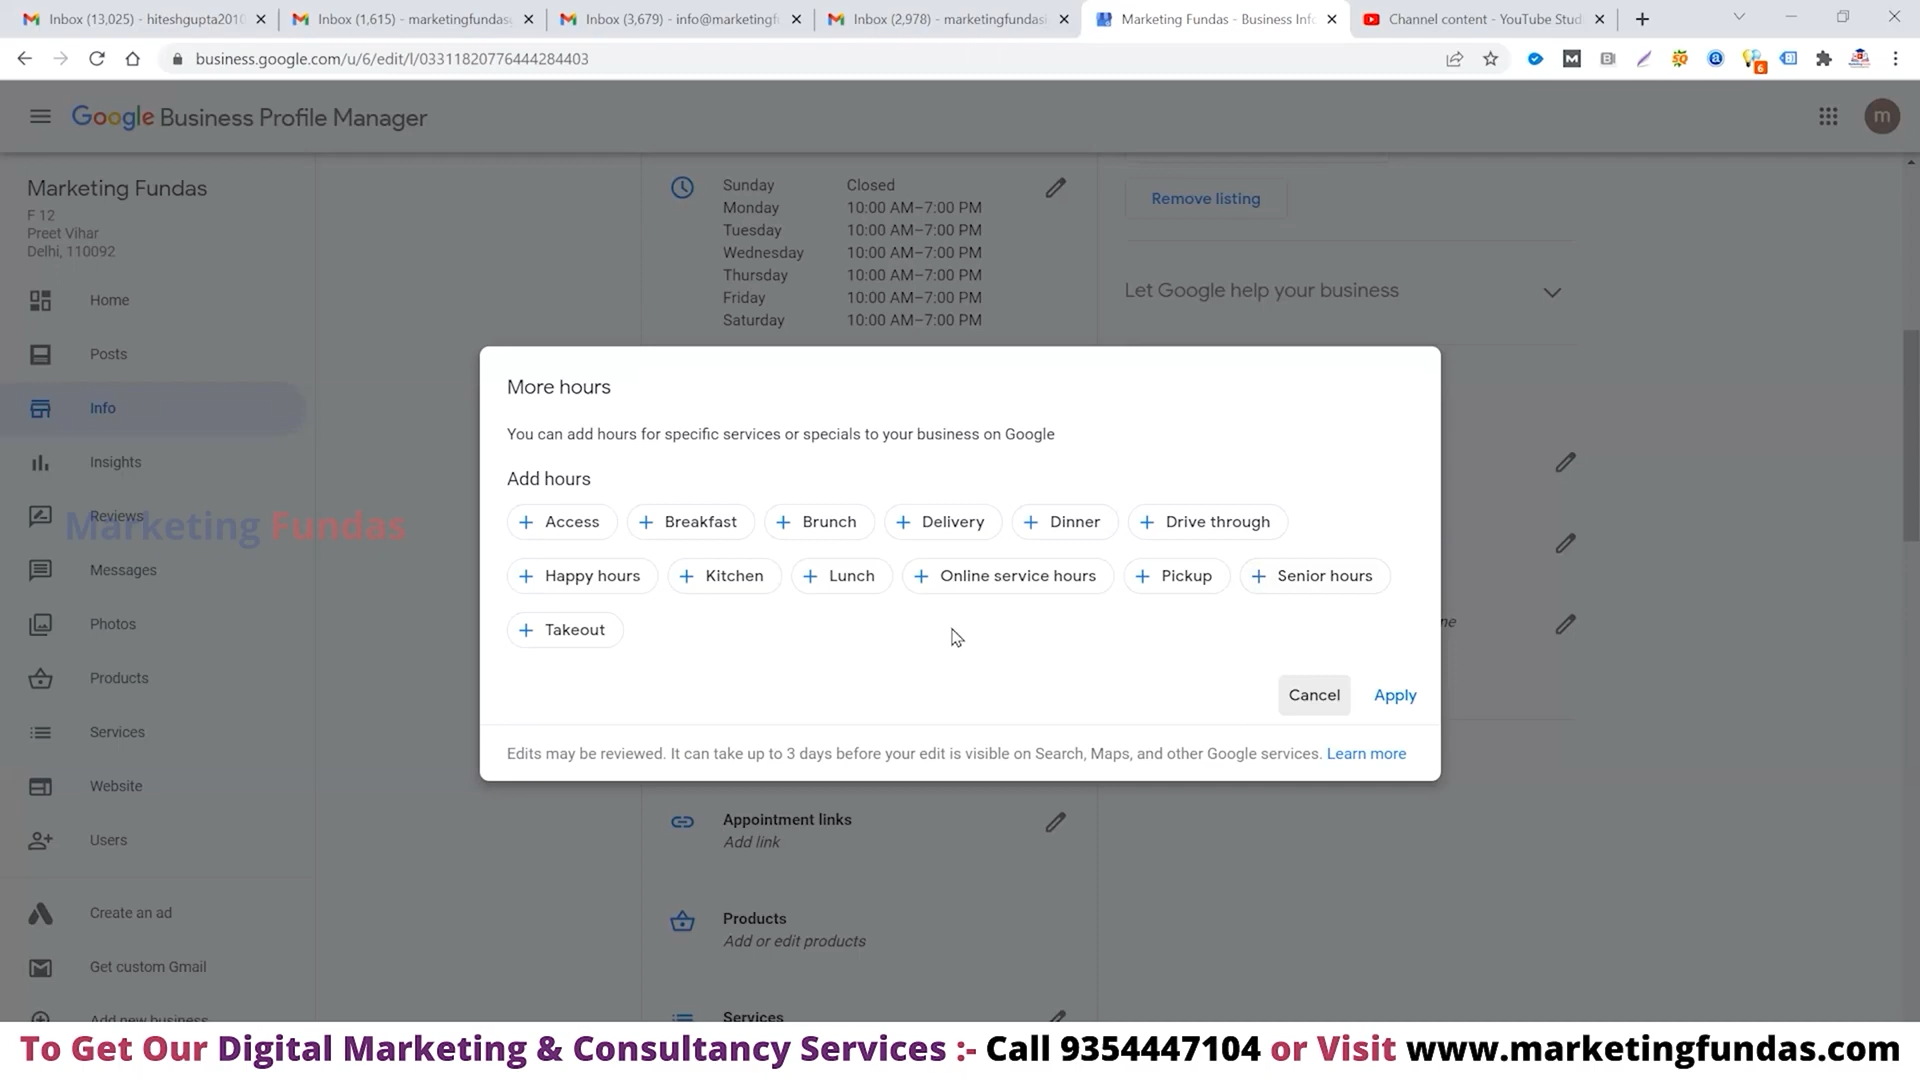 Inbox (13,025) - hiteshgupta201
Inbox (1,615) - marketingfundas
Inbox (3,679) - info@marketingf
Inbox (2,978) - marketingfundasi
Marketing Fundas - Business Inf
Channel content - YouTube Stud
business.google.com/u/6/edit/l/03311820776444284403
6
Google Business Profile Manager
m
Marketing Fundas
F 12
Preet Vihar
Delhi, 110092
Home
Posts
Info
Insights
Reviews
Messages
Photos
Products
Services
Website
Users
Create an ad
Get custom Gmail
Add new business
Marketing Fundas
Sunday Closed
Monday 10:00 AM–7:00 PM
Tuesday 10:00 AM–7:00 PM
Wednesday 10:00 AM–7:00 PM
Thursday 10:00 AM–7:00 PM
Friday 10:00 AM–7:00 PM
Saturday 10:00 AM–7:00 PM
Remove listing
Let Google help your business
More hours
You can add hours for specific services or specials to your business on Google
Add hours
+ Access + Breakfast + Brunch + Delivery + Dinner + Drive through
+ Happy hours + Kitchen + Lunch + Online service hours + Pickup + Senior hours
+ Takeout
Cancel Apply
Edits may be reviewed. It can take up to 3 days before your edit is visible on Search, Maps, and other Google services. Learn more
Appointment links
Add link
Products
Add or edit products
Services
To Get Our Digital Marketing & Consultancy Services :- Call 9354447104 or Visit www.marketingfundas.com